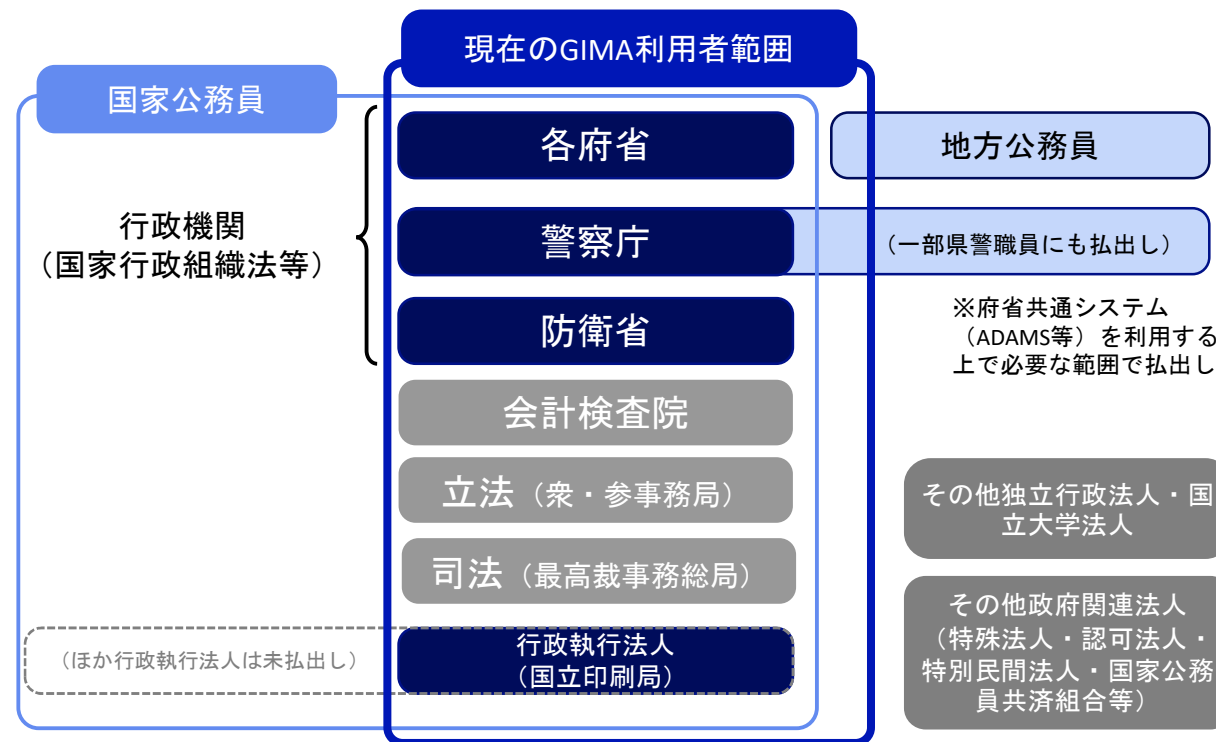 現在のGIMA利用者範囲
国家公務員
各府省
地方公務員
行政機関
（国家行政組織法等）
警察庁
（一部県警職員にも払出し）
防衛省
※府省共通システム
（ADAMS等）を利用する
上で必要な範囲で払出し
会計検査院
立法（衆・参事務局）
その他独立行政法人・国
立大学法人
司法（最高裁事務総局）
その他政府関連法人
（特殊法人・認可法人・
特別民間法人・国家公務
員共済組合等）
（ほか行政執行法人は未払出し）
行政執行法人
（国立印刷局）